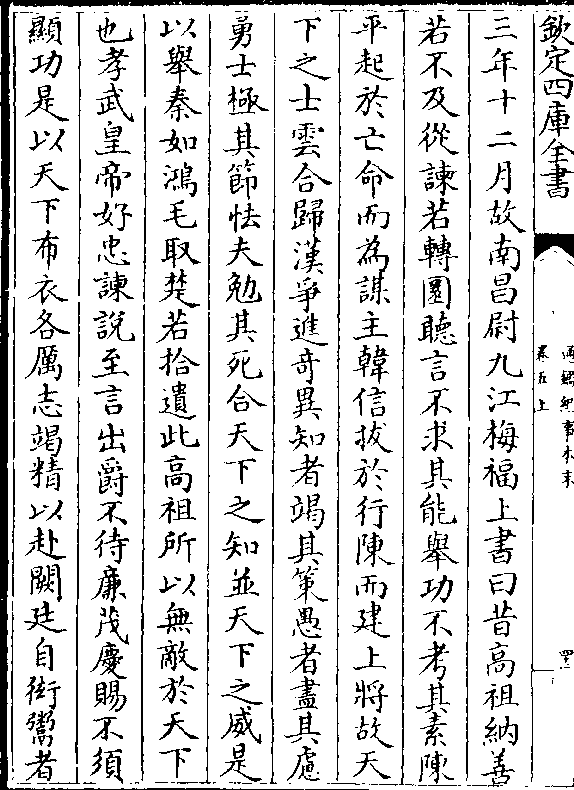 欽定四庫全書
通鑑紀事本末
卷五上
三年十二月故南昌尉九江梅福上書曰昔高祖納善
若不及從諫若轉圜聽言不求其能舉功不考其素陳
平起於亡命而為謀主韓信拔於行陳而建上將故天
下之士雲合歸漢爭進奇異知者竭其策愚者盡其慮
勇士極其節怯夫勉其死合天下之知並天下之威是
以舉秦如鴻毛取楚若拾遺此高祖所以無敵於天下
也孝武皇帝好忠諫說至言出爵不待廉茂慶賜不須
顯功是以天下布衣各厲志竭精以赴闕廷自衒鬻者